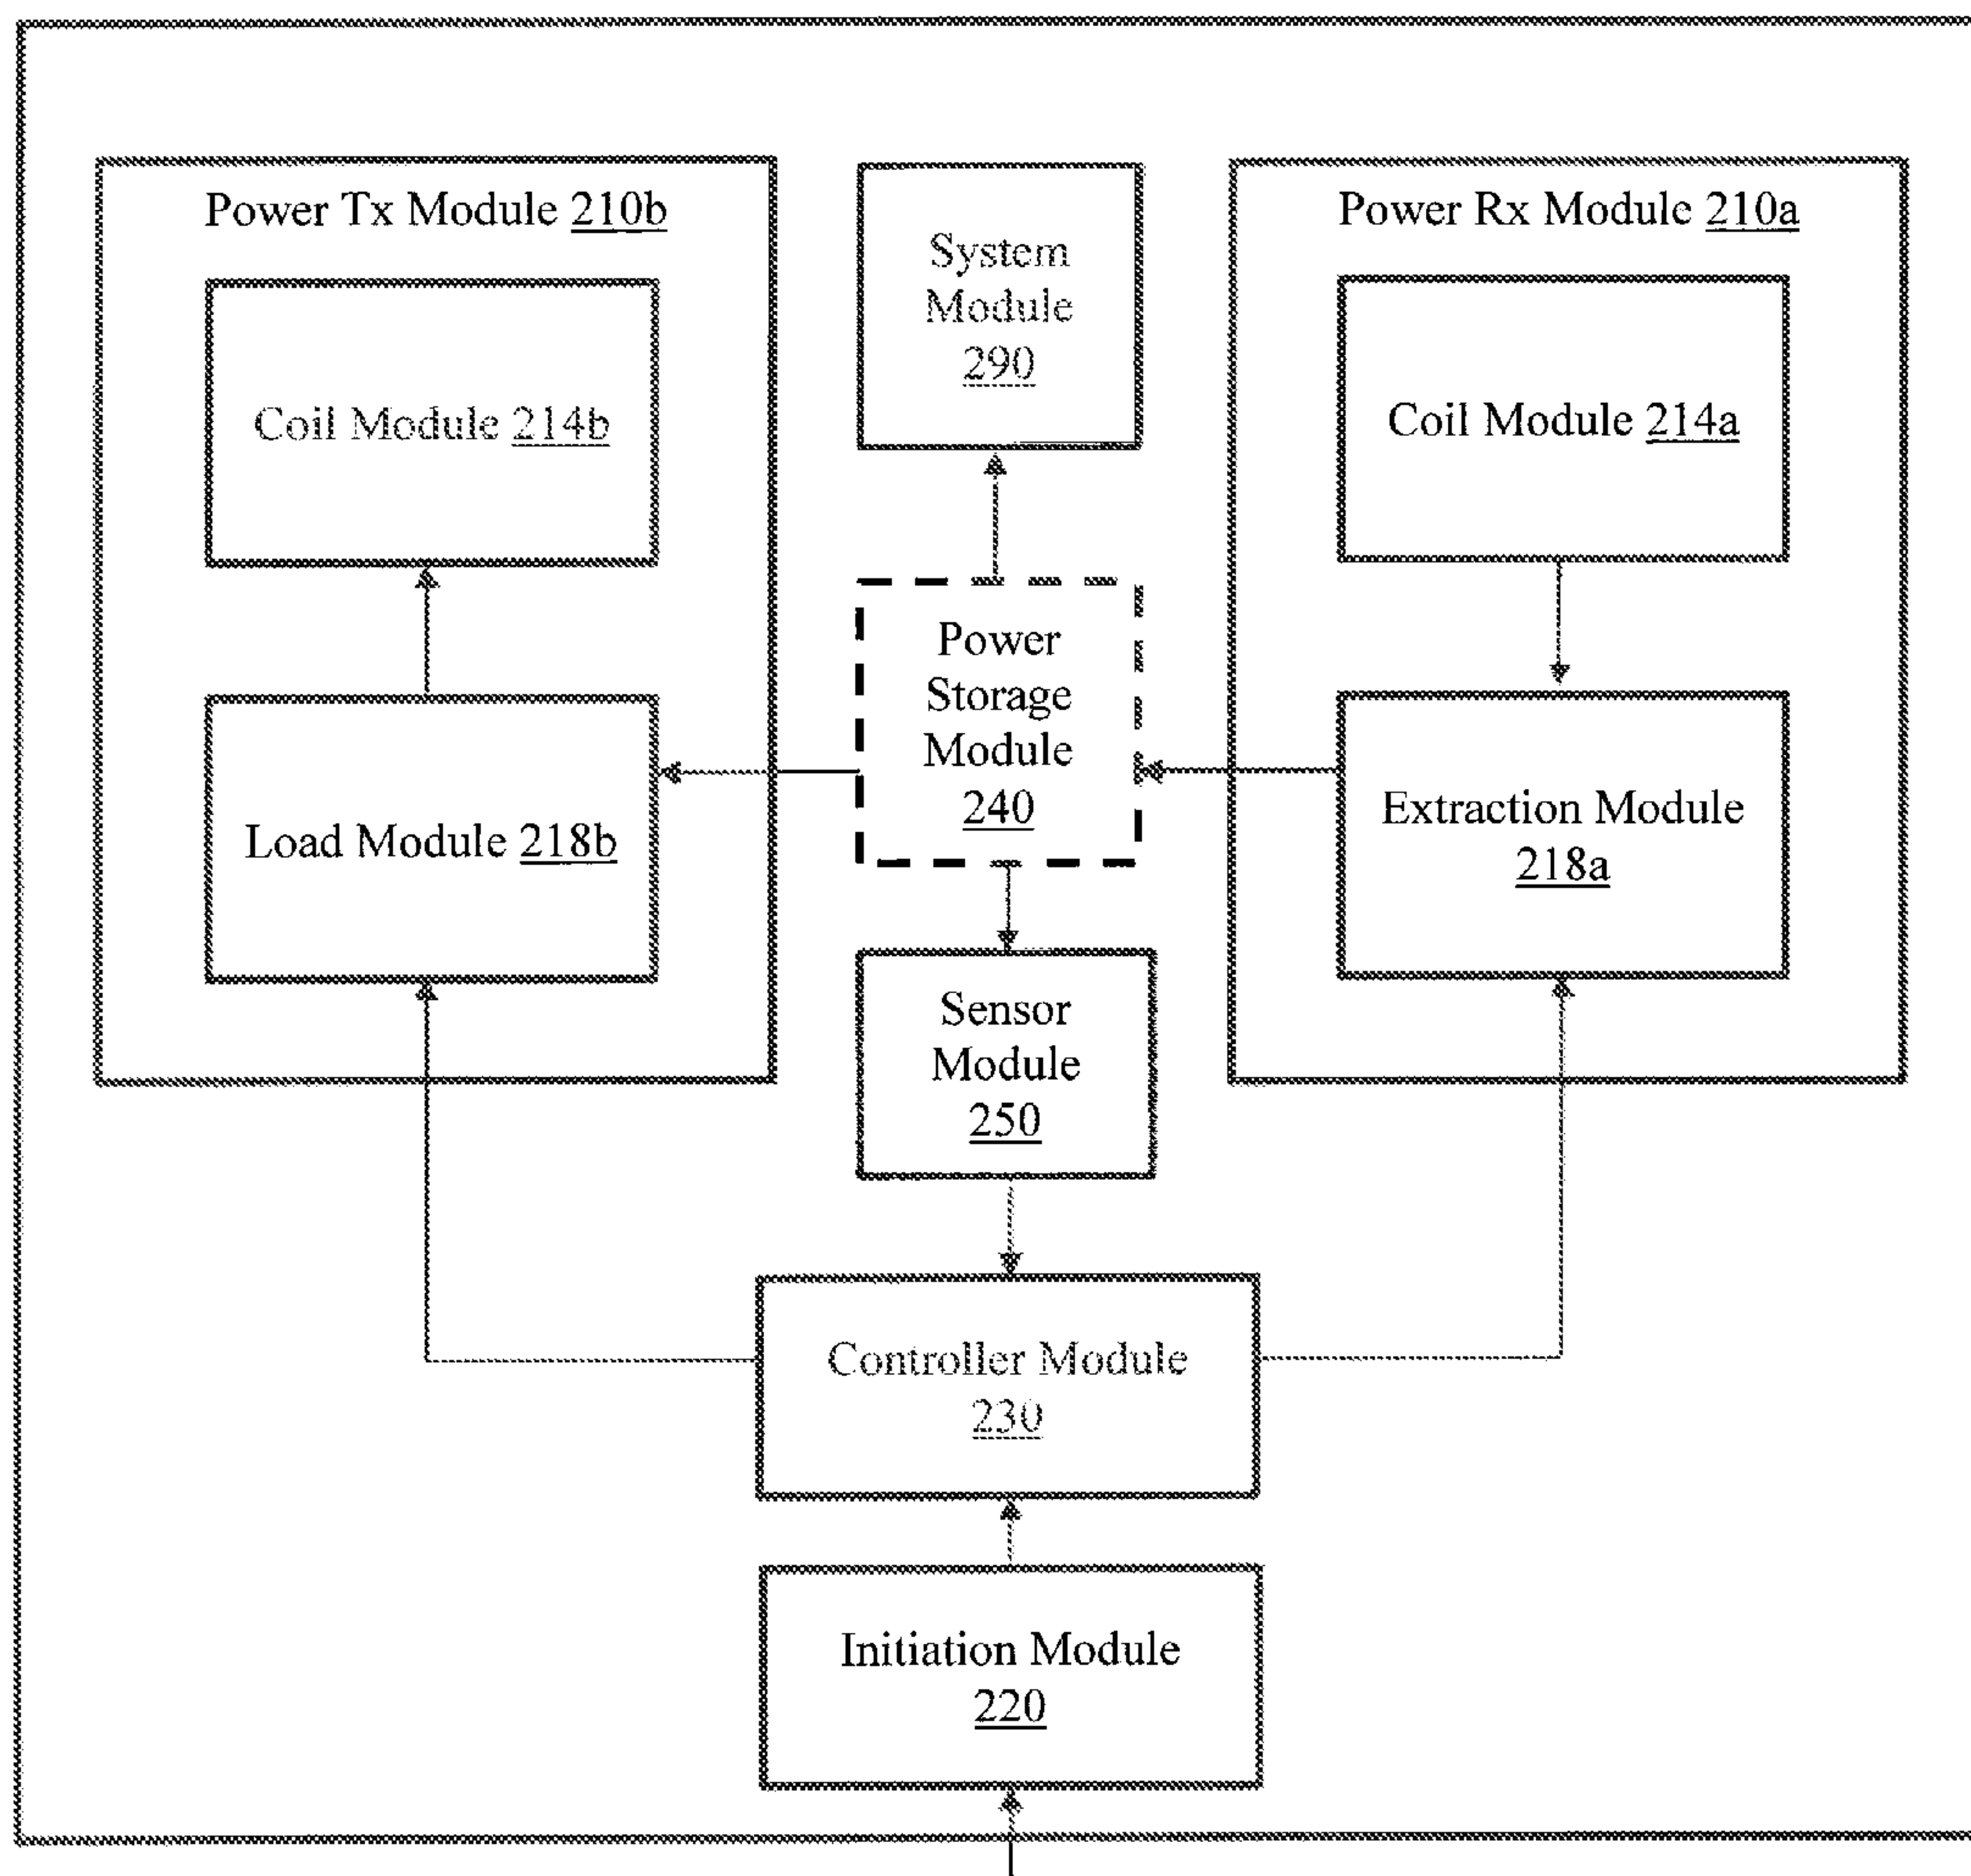 Power Tx Module 210b
Coil Module 214b
Load Module 218b
System
Module
290
Power
Storage
Module
240
Sensor
Module
250
Power Rx Module 210a
Coil Module 214a
Extraction Module
218a
Controller Module
230
Initiation Module
220